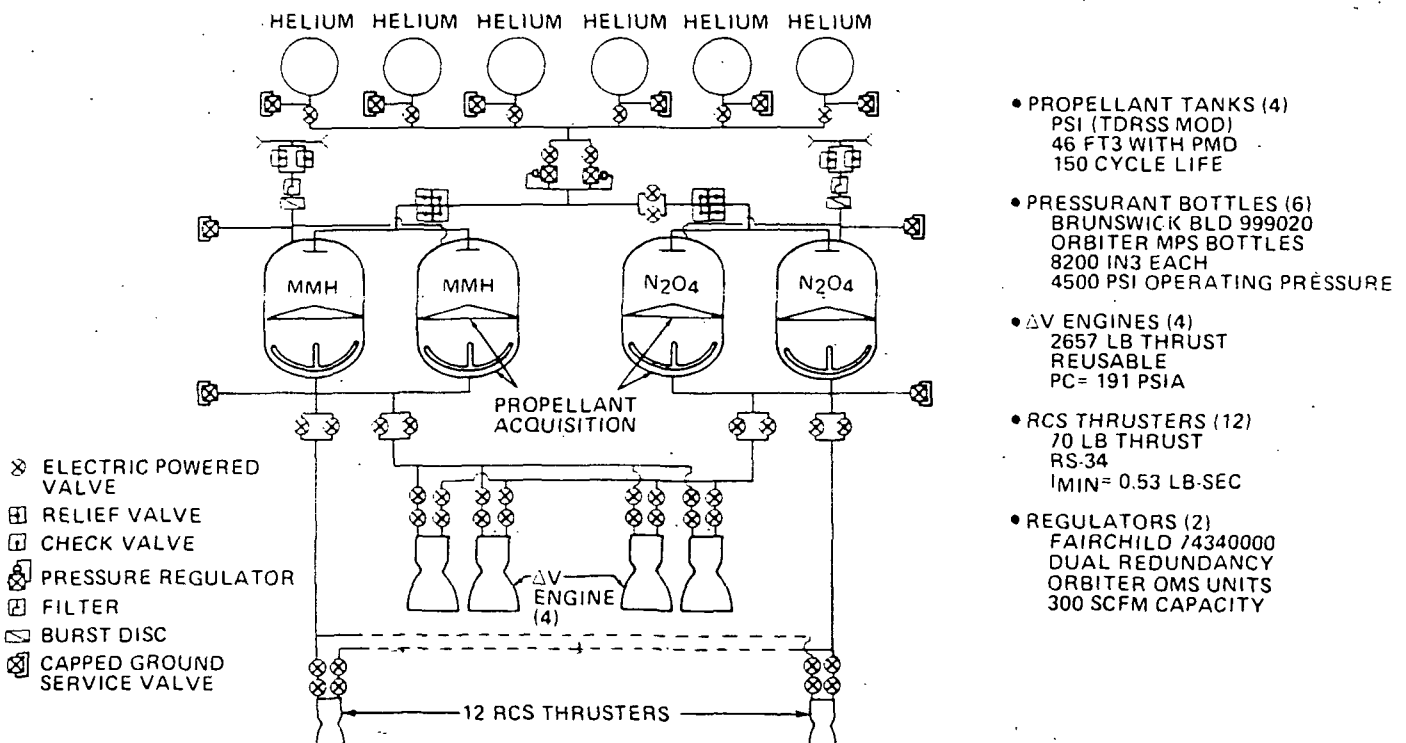 HELIUM HELIUM HELIUM HELIUM HELIUM HELIUM
MMH MMH N2O4 N2O4
PROPELLANT
ACQUISITION
ΔV
ENGINE
(4)
12 RCS THRUSTERS
ELECTRIC POWERED
VALVE
RELIEF VALVE
CHECK VALVE
PRESSURE REGULATOR
FILTER
BURST DISC
CAPPED GROUND
SERVICE VALVE
• PROPELLANT TANKS (4)
PSI (TDRSS MOD)
46 FT3 WITH PMD
150 CYCLE LIFE
• PRESSURANT BOTTLES (6)
BRUNSWICK BLD 999020
ORBITER MPS BOTTLES
8200 IN3 EACH
4500 PSI OPERATING PRESSURE
• ΔV ENGINES (4)
2657 LB THRUST
REUSABLE
PC= 191 PSIA
• RCS THRUSTERS (12)
70 LB THRUST
RS-34
IMIN= 0.53 LB-SEC
• REGULATORS (2)
FAIRCHILD 74340000
DUAL REDUNDANCY
ORBITER OMS UNITS
300 SCFM CAPACITY